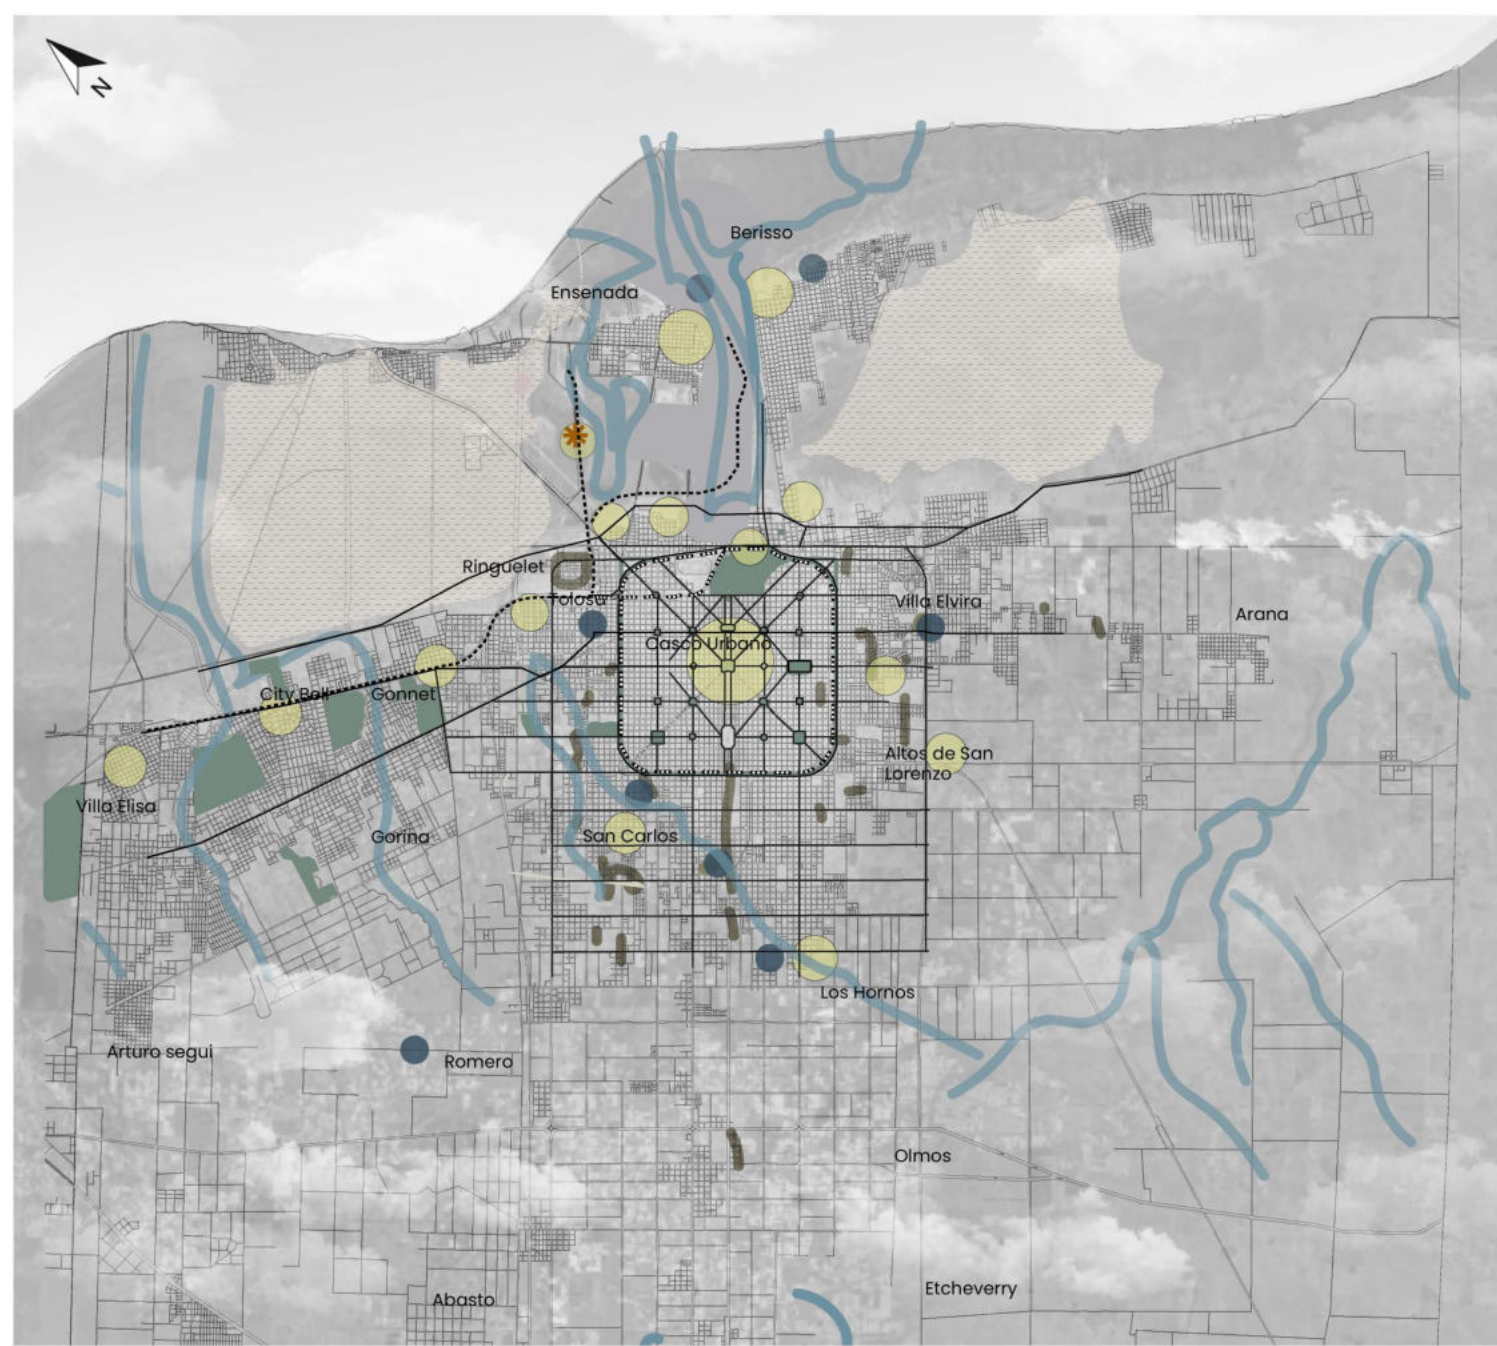 N
Berisso
Ensenada
Ringuelet
Tolosa
Villa Elvira
Arana
Casco Urbano
City Bell
Gonnet
Altos de San
Lorenzo
Villa Elisa
Gorina
San Carlos
Los Hornos
Arturo segui
Romero
Olmos
Etcheverry
Abasto